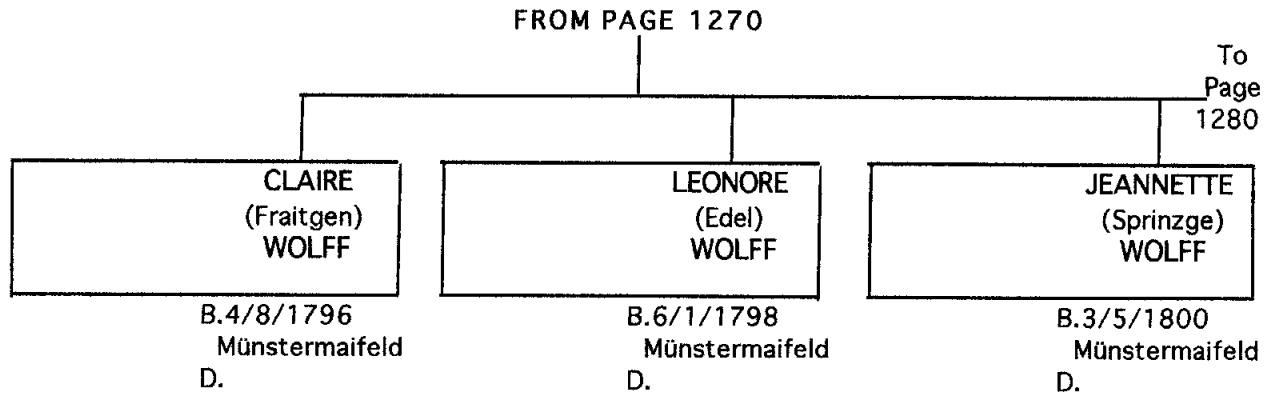 FROM PAGE 1270
To
Page
1280
CLAIRE
(Fraitgen)
WOLFF
B.4/8/1796
Münstermaifeld
D.
LEONORE
(Edel)
WOLFF
B.6/1/1798
Münstermaifeld
D.
JEANNETTE
(Sprinzge)
WOLFF
B.3/5/1800
Münstermaifeld
D.